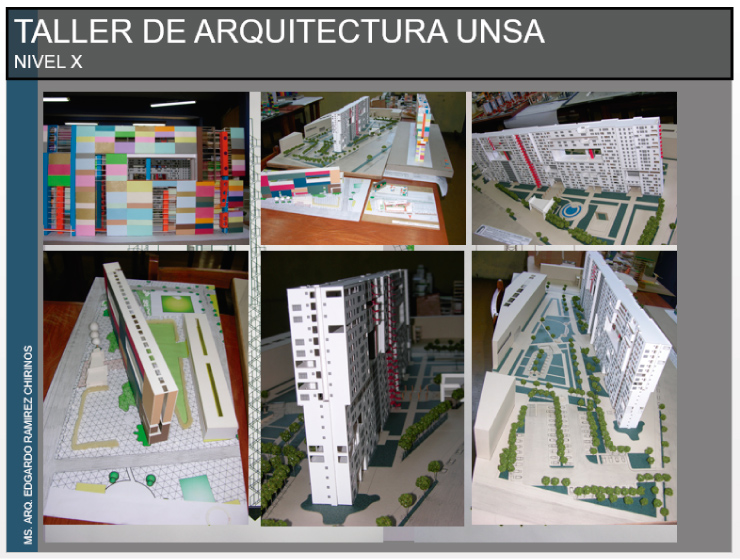 TALLER DE ARQUITECTURA UNSA
NIVEL X
MS. ARQ. EDGARDO RAMIREZ CHIRINOS